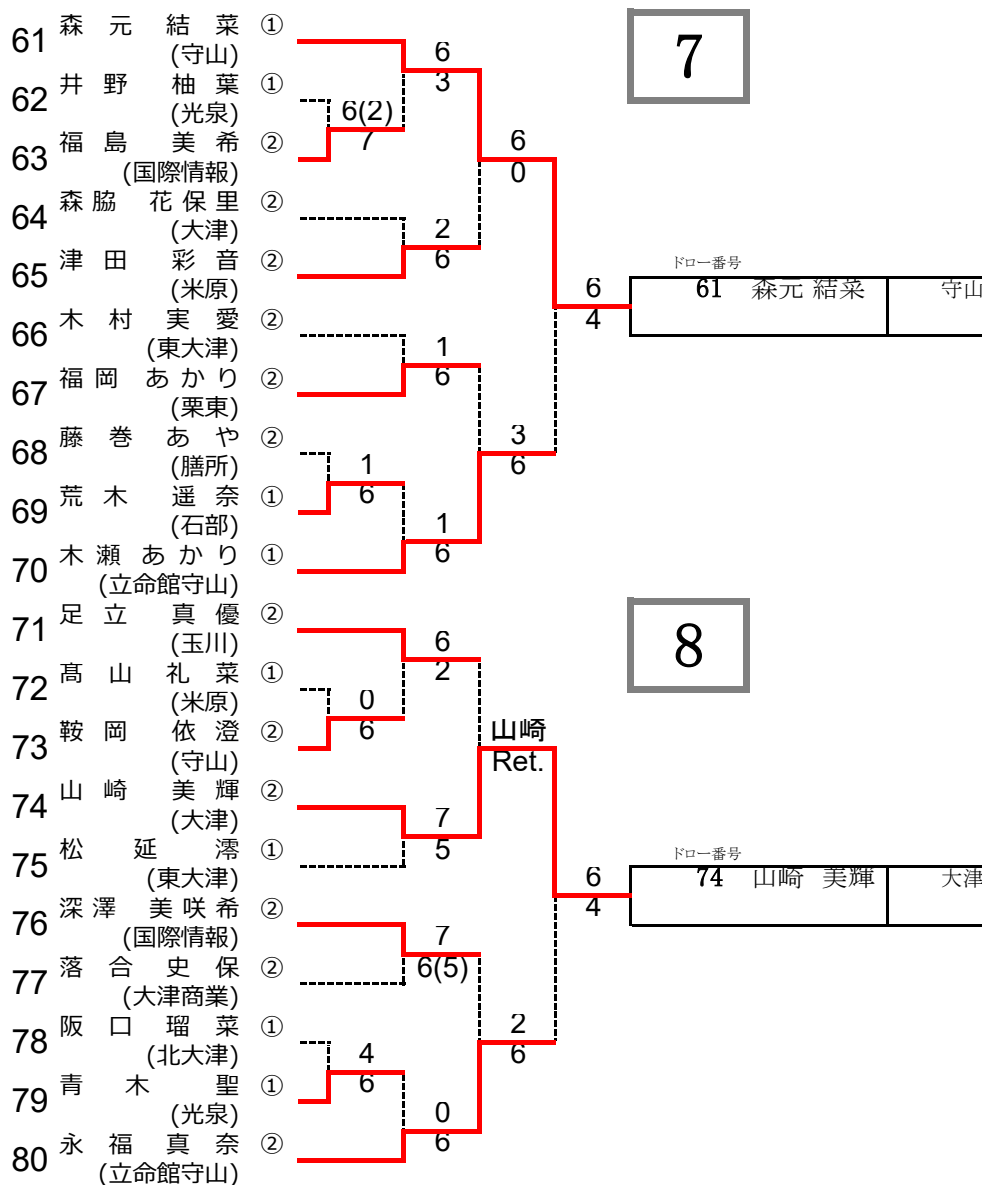 61 森元 結菜 ①
(守山)
62 井野 柚葉 ①
(光泉)
63 福島 美希 ②
(国際情報)
64 森脇 花保里 ②
(大津)
65 津田 彩音 ②
(米原)
66 木村 実愛 ②
(東大津)
67 福岡 あかり ②
(栗東)
68 藤巻 あや ②
(膳所)
69 荒木 遥奈 ①
(石部)
70 木瀬 あかり ①
(立命館守山)
6(2)
7
1
6
6
3
2
6
1
6
1
6
6
0
3
6
6
4
7
ドロー番号
61 森元 結菜 守山
71 足立 真優 ②
(玉川)
72 髙山 礼菜 ①
(米原)
73 鞍岡 依澄 ②
(守山)
74 山崎 美輝 ②
(大津)
75 松延 澪 ①
(東大津)
76 深澤 美咲希 ②
(国際情報)
77 落合 史保 ②
(大津商業)
78 阪口 瑠菜 ①
(北大津)
79 青木 聖 ①
(光泉)
80 永福 真奈 ②
(立命館守山)
0
6
4
6
6
2
7
5
7
6(5)
0
6
山崎
Ret.
2
6
6
4
8
ドロー番号
74 山崎 美輝 大津